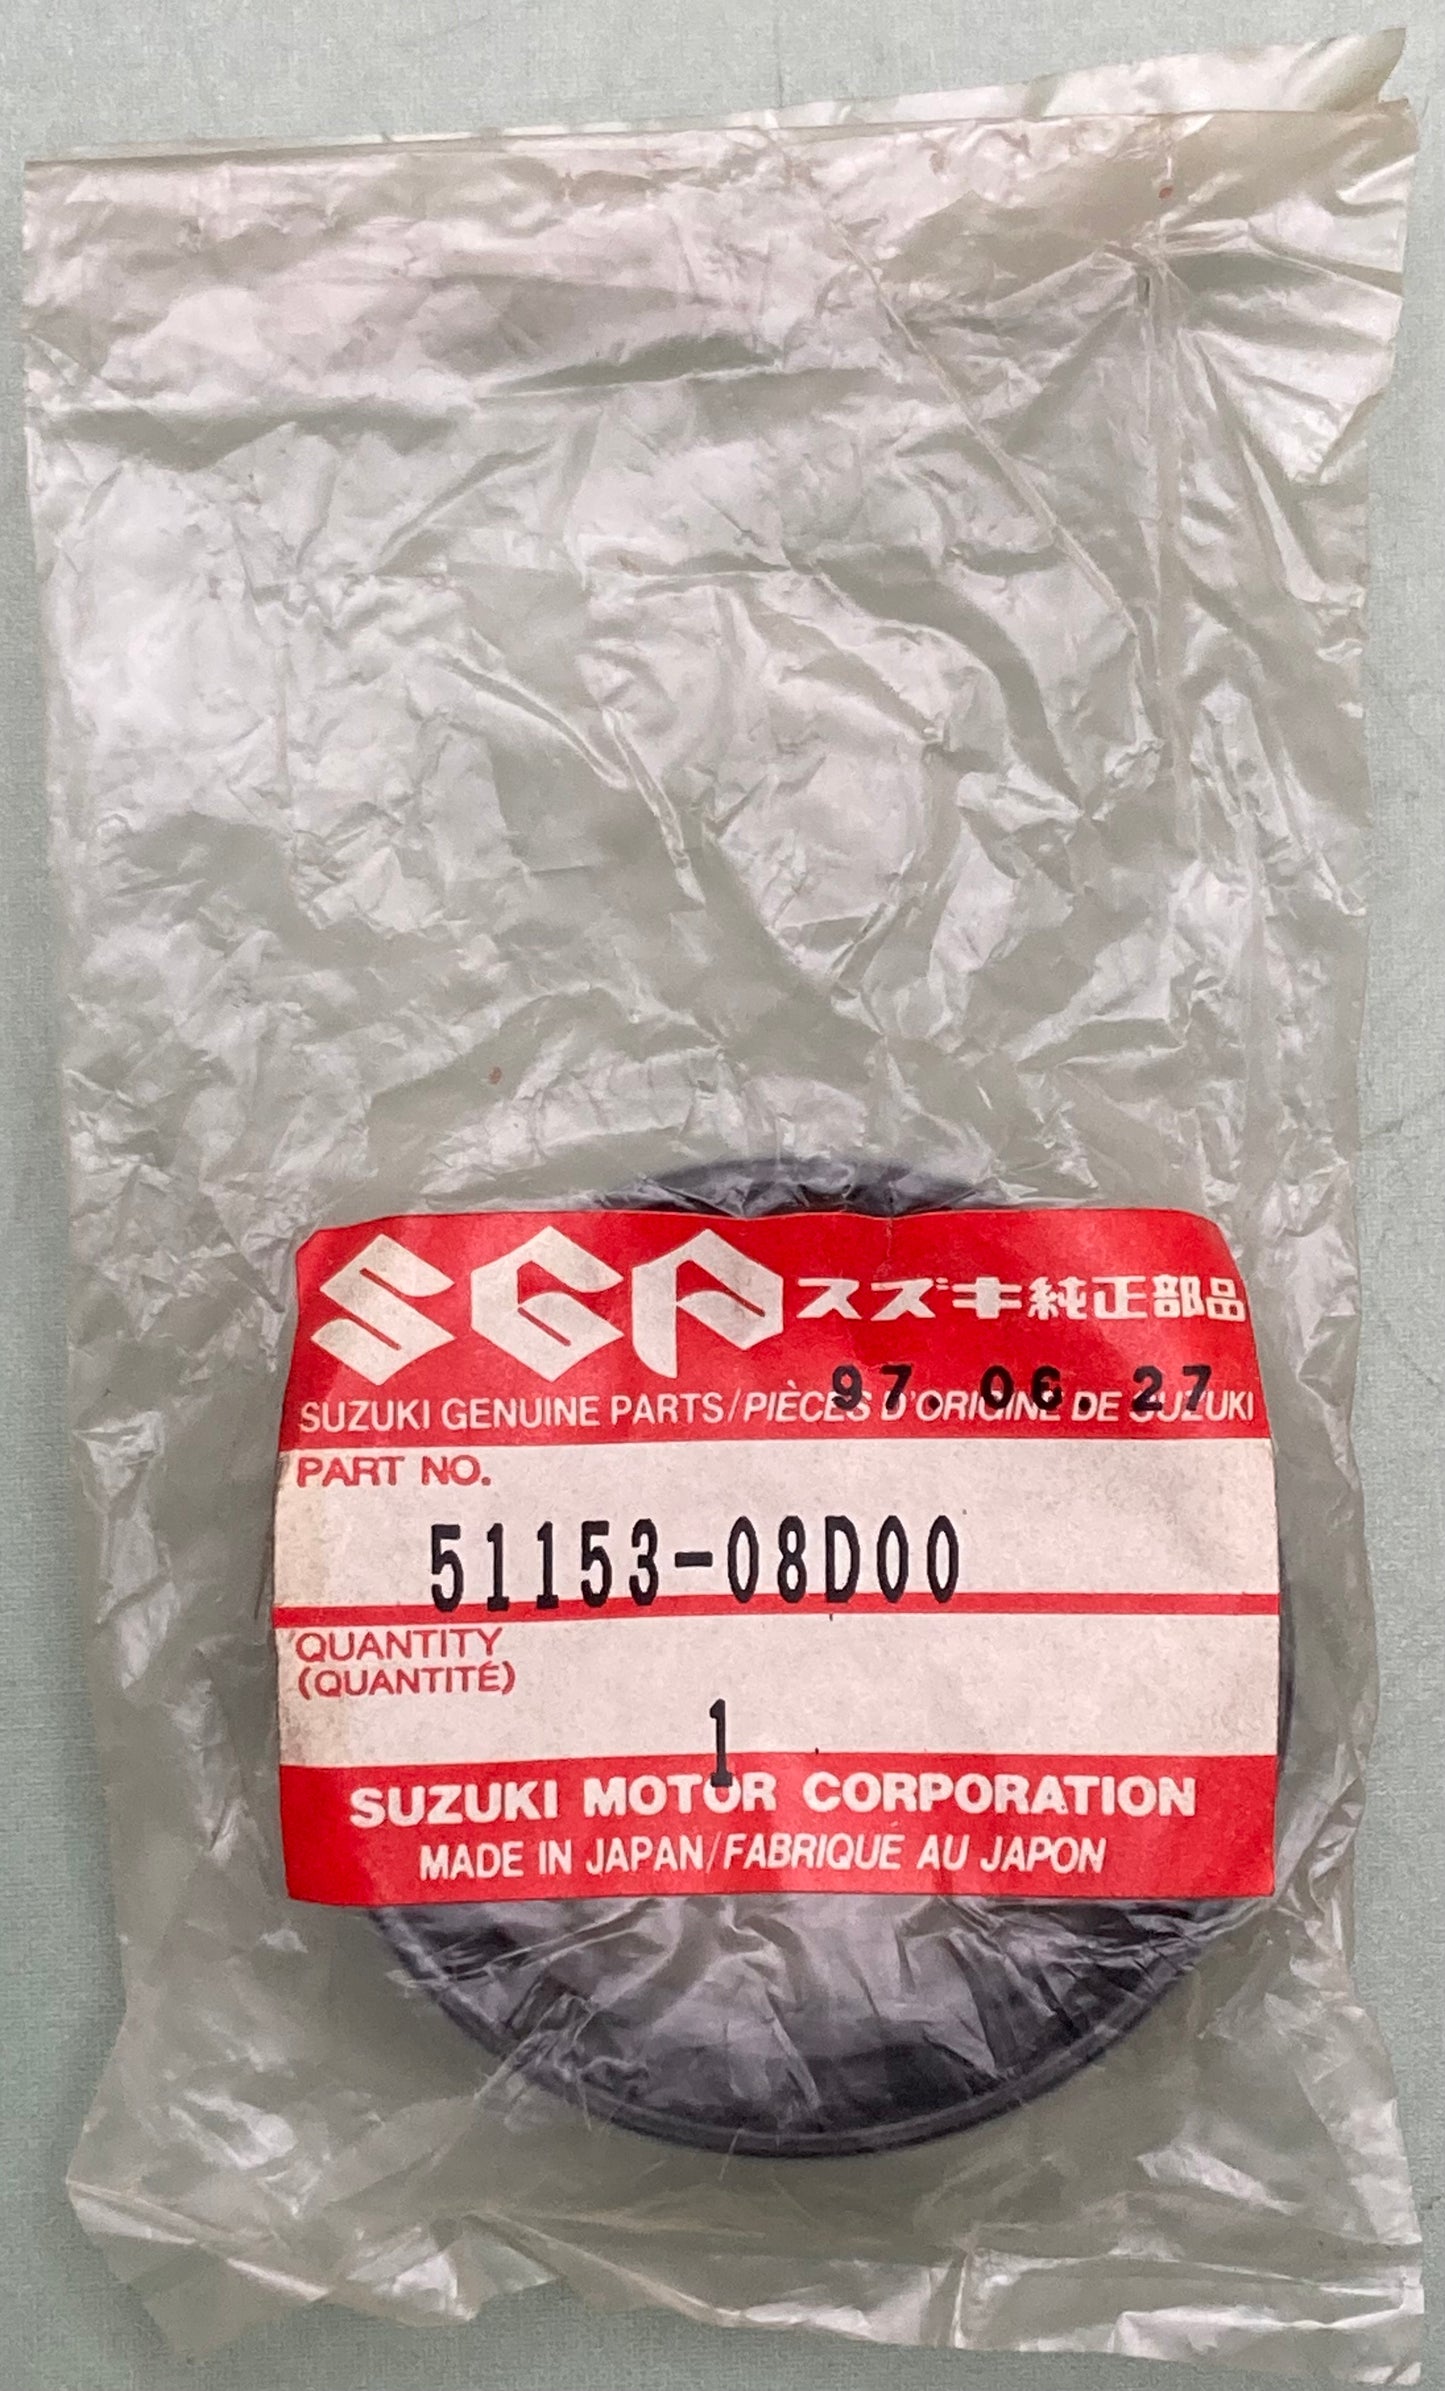 SGP スズキ純正部品
97. 06. 27
SUZUKI GENUINE PARTS/PIÈCES D'ORIGINE DE SUZUKI
PART NO.
51153-08D00
QUANTITY
(QUANTITÉ)
1
SUZUKI MOTOR CORPORATION
MADE IN JAPAN/FABRIQUE AU JAPON